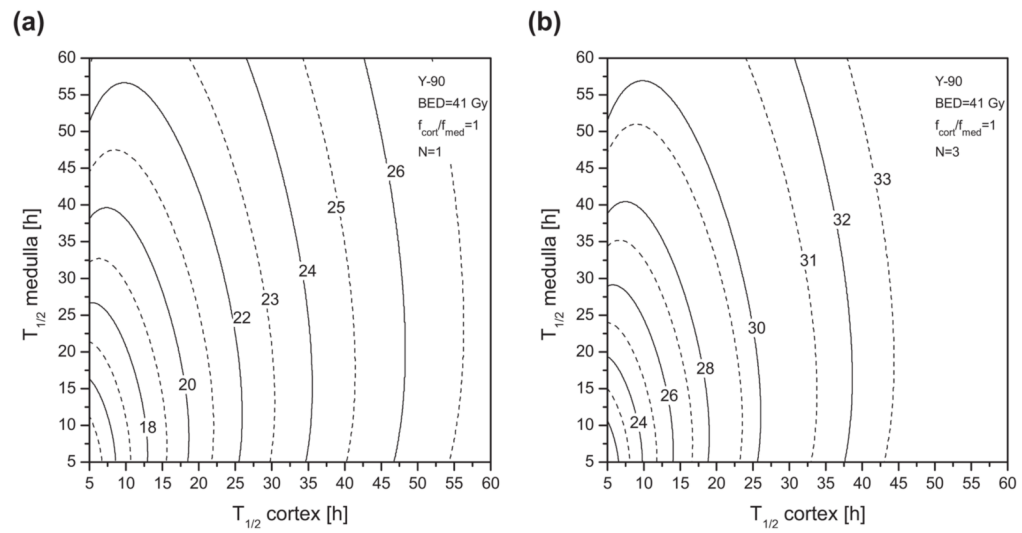 (a)
60
55
50
45
40
35
30
25
20
15
10
5
T1/2 medulla [h]
Y-90
BED=41 Gy
fcort/fmed=1
N=1
26
25
24
23
22
20
18
5 10 15 20 25 30 35 40 45 50 55 60
T1/2 cortex [h]
(b)
60
55
50
45
40
35
30
25
20
15
10
5
T1/2 medulla [h]
Y-90
BED=41 Gy
fcort/fmed=1
N=3
33
32
31
30
28
26
24
5 10 15 20 25 30 35 40 45 50 55 60
T1/2 cortex [h]